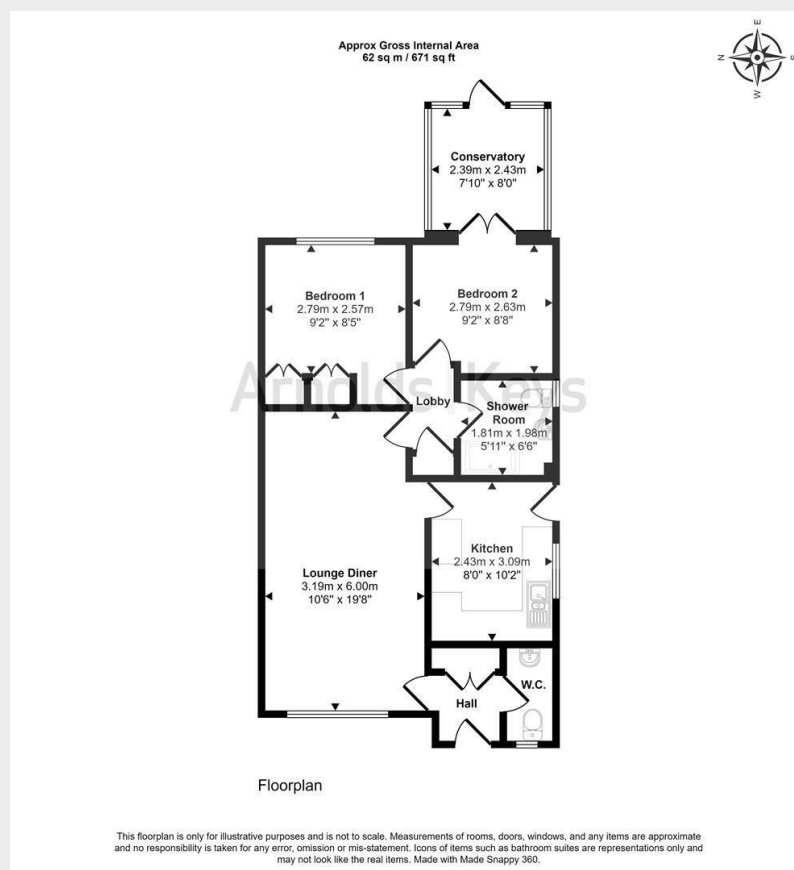 Approx Gross Internal Area
62 sq m / 671 sq ft
E
N
S
W
Conservatory
2.39m x 2.43m
7'10" x 8'0"
Bedroom 1
2.79m x 2.57m
9'2" x 8'5"
Bedroom 2
2.79m x 2.63m
9'2" x 8'8"
Arnolds | Keys
Lobby
Shower
Room
1.81m x 1.98m
5'11" x 6'6"
Kitchen
2.43m x 3.09m
8'0" x 10'2"
Lounge Diner
3.19m x 6.00m
10'6" x 19'8"
W.C.
Hall
Floorplan
This floorplan is only for illustrative purposes and is not to scale. Measurements of rooms, doors, windows, and any items are approximate
and no responsibility is taken for any error, omission or mis-statement. Icons of items such as bathroom suites are representations only and
may not look like the real items. Made with Made Snappy 360.